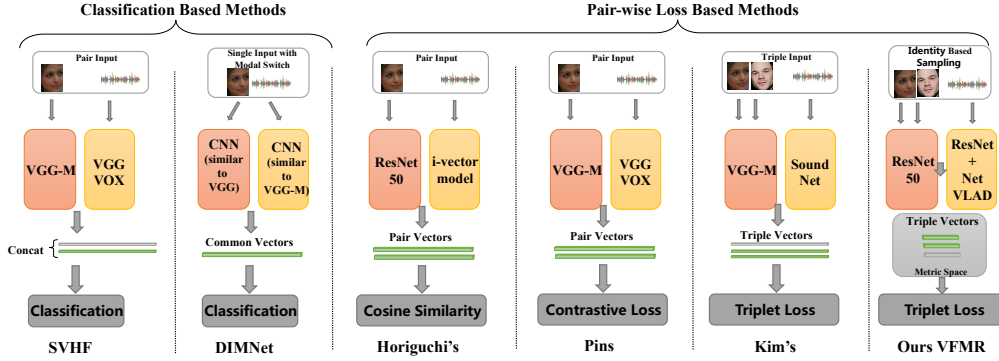 Classification Based Methods
Pair-wise Loss Based Methods
Pair Input
VGG-M
VGG
VOX
Concat
Classification
SVHF
Single Input with
Modal Switch
CNN
(similar
to
VGG)
CNN
(similar
to
VGG-M)
Common Vectors
Classification
DIMNet
Pair Input
ResNet
50
i-vector
model
Pair Vectors
Cosine Similarity
Horiguchi's
Pair Input
VGG-M
VGG
VOX
Pair Vectors
Contrastive Loss
Pins
Triple Input
VGG-M
Sound
Net
Triple Vectors
Triplet Loss
Kim's
Identity Based
Sampling
ResNet
50
ResNet
+
Net
VLAD
Triple Vectors
Metric Space
Triplet Loss
Ours VFMR